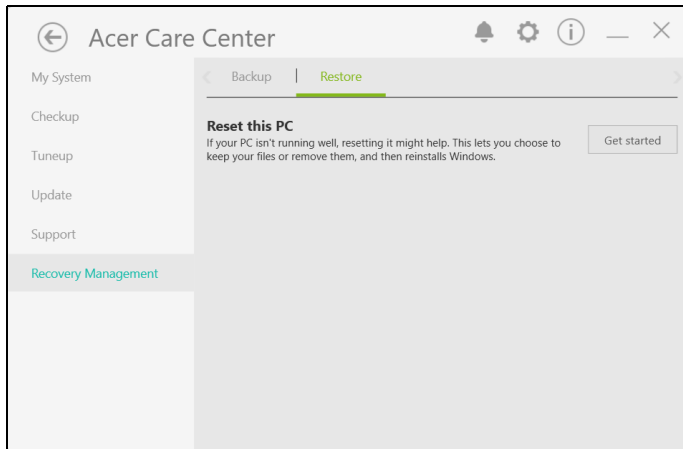 Acer Care Center
My System
Checkup
Tuneup
Update
Support
Recovery Management
Backup | Restore
Reset this PC
If your PC isn't running well, resetting it might help. This lets you choose to
keep your files or remove them, and then reinstalls Windows.
Get started